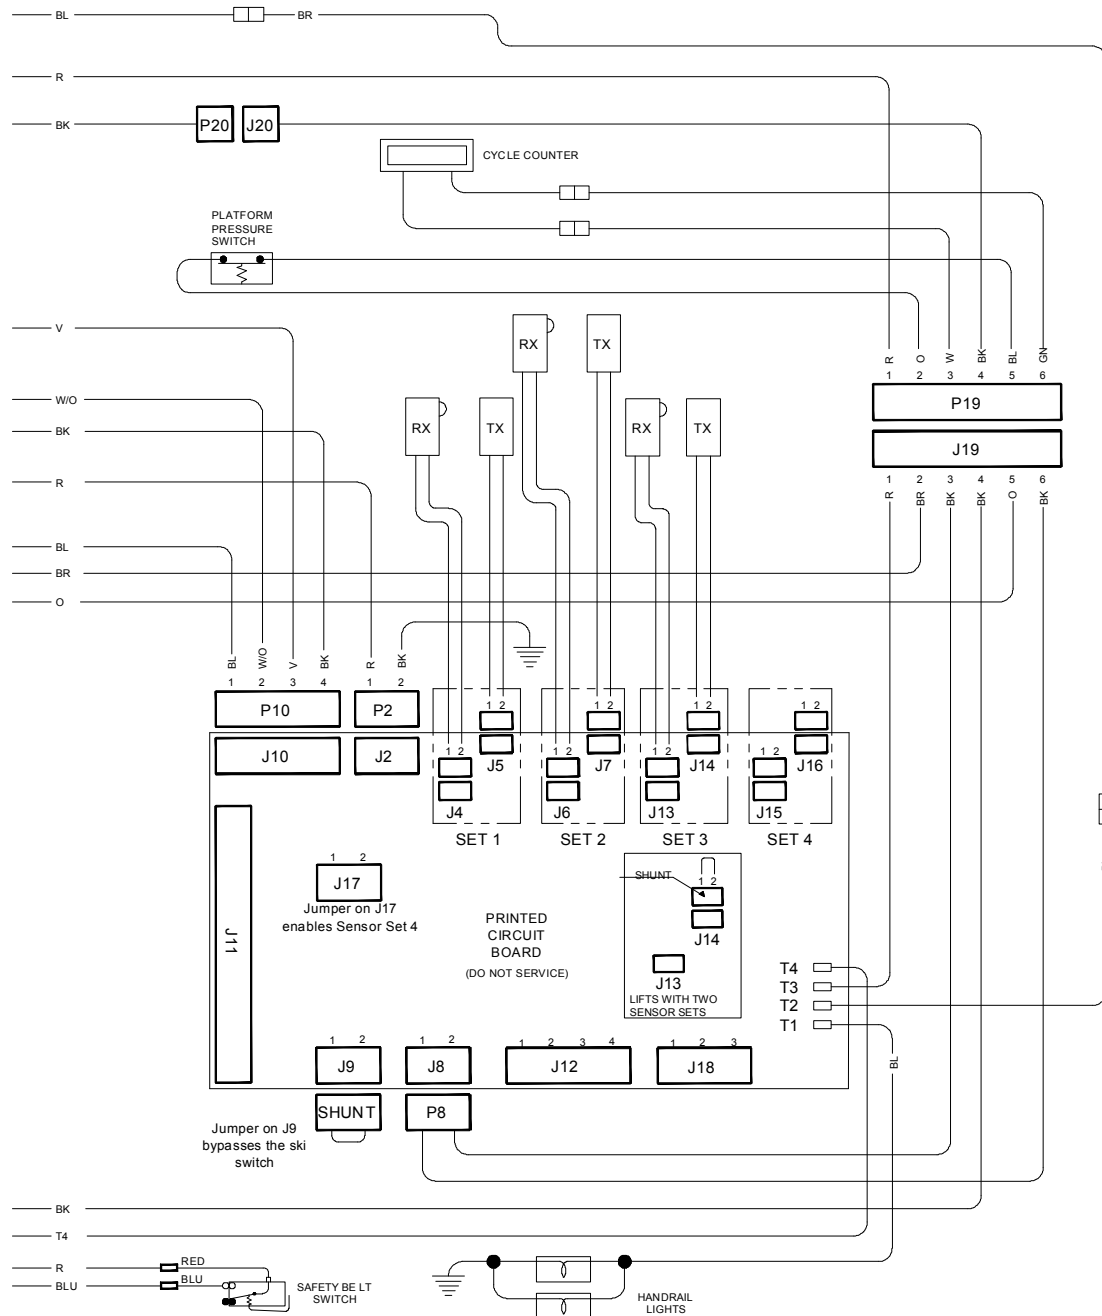 BL
BR
R
BK
P20
J20
CYCLE COUNTER
PLATFORM
PRESSURE
SWITCH
V
RX
TX
R O W BK BL GN
1 2 3 4 5 6
P19
W/O
RX
TX
RX
TX
BK
J19
R
1 2 3 4 5 6
R BR BK BK O BK
BL
BR
O
BL W/O V BK
R BK
1 2 3 4
1 2
P10
P2
1 2
1 2
1 2
1 2
J10
J2
1 2
J5
1 2
J7
1 2
J14
1 2
J16
J4
J6
J13
J15
SET 1
SET 2
SET 3
SET 4
1 2
J17
Jumper on J17
enables Sensor Set 4
J11
PRINTED
CIRCUIT
BOARD
(DO NOT SERVICE)
SHUNT
1 2
J14
J13
LIFTS WITH TWO
SENSOR SETS
T4
T3
T2
T1
1 2
1 2
1 2 3 4
1 2 3
J9
J8
J12
J18
BL
SHUNT
P8
Jumper on J9
bypasses the ski
switch
BK
T4
R
RED
BLU
BLU
SAFETY BE LT
SWITCH
HANDRAIL
LIGHTS